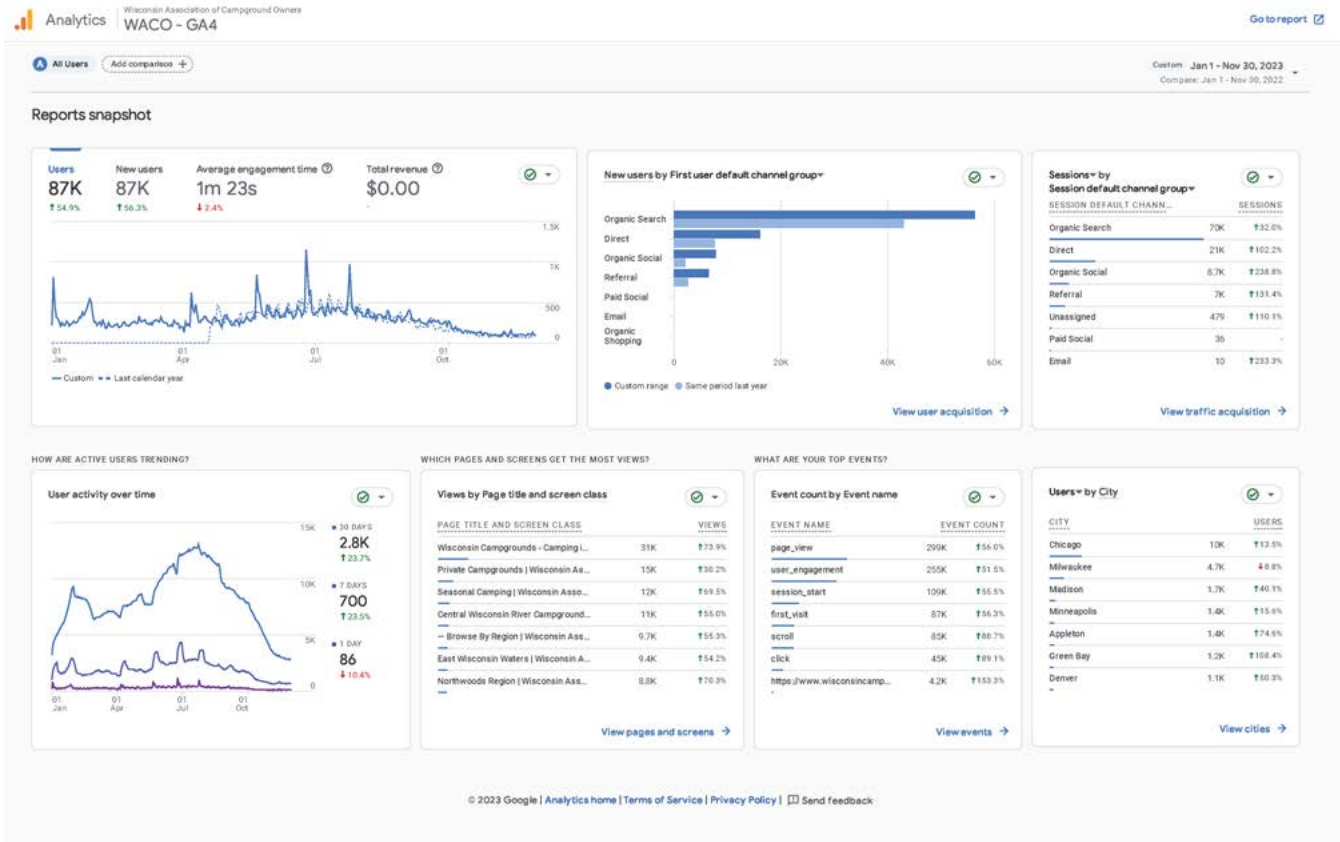 Analytics
Wisconsin Association of Campground Owners
WACO - GA4
Go to report
A All Users
Add comparison +
Custom Jan 1 - Nov 30, 2023
Compare: Jan 1 - Nov 30, 2022
Reports snapshot
Users New users Average engagement time Total revenue
87K 87K 1m 23s $0.00
↑54.9% ↑56.3% ↓2.4% -
1.5K
1K
500
0
01 Jan 01 Apr 01 Jul 01 Oct
Custom Last calendar year
New users by First user default channel group
Organic Search
Direct
Organic Social
Referral
Paid Social
Email
Organic Shopping
0 20K 40K 60K
Custom range Same period last year
View user acquisition →
Sessions by
Session default channel group
SESSION DEFAULT CHANN... SESSIONS
Organic Search 70K ↑32.0%
Direct 21K ↑102.2%
Organic Social 8.7K ↑238.8%
Referral 7K ↑131.4%
Unassigned 479 ↑110.1%
Paid Social 36 -
Email 10 ↑233.3%
View traffic acquisition →
HOW ARE ACTIVE USERS TRENDING?
User activity over time
15K
10K
5K
0
01 Jan 01 Apr 01 Jul 01 Oct
30 DAYS
2.8K
↑23.7%
7 DAYS
700
↑23.5%
1 DAY
86
↓10.4%
WHICH PAGES AND SCREENS GET THE MOST VIEWS?
Views by Page title and screen class
PAGE TITLE AND SCREEN CLASS VIEWS
Wisconsin Campgrounds - Camping i... 31K ↑73.9%
Private Campgrounds | Wisconsin As... 15K ↑30.2%
Seasonal Camping | Wisconsin Asso... 12K ↑69.5%
Central Wisconsin River Campground... 11K ↑55.0%
— Browse By Region | Wisconsin Ass... 9.7K ↑55.3%
East Wisconsin Waters | Wisconsin A... 9.4K ↑54.2%
Northwoods Region | Wisconsin Ass... 8.8K ↑70.3%
View pages and screens →
WHAT ARE YOUR TOP EVENTS?
Event count by Event name
EVENT NAME EVENT COUNT
page_view 299K ↑56.0%
user_engagement 255K ↑51.5%
session_start 109K ↑55.5%
first_visit 87K ↑56.3%
scroll 85K ↑88.7%
click 45K ↑89.1%
https://www.wisconsincamp... 4.2K ↑153.3%
View events →
Users by City
CITY USERS
Chicago 10K ↑13.5%
Milwaukee 4.7K ↓8.8%
Madison 1.7K ↑40.1%
Minneapolis 1.4K ↑15.6%
Appleton 1.4K ↑74.6%
Green Bay 1.2K ↑108.4%
Denver 1.1K ↑50.3%
View cities →
© 2023 Google | Analytics home | Terms of Service | Privacy Policy | Send feedback